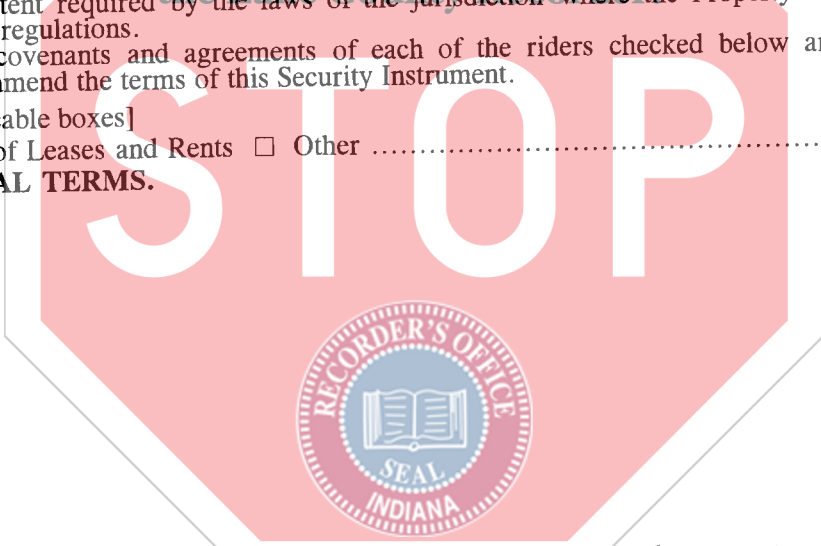 tent required by the laws of the jurisdiction where the Property
regulations.
covenants and agreements of each of the riders checked below
mend the terms of this Security Instrument.
able boxes]
of Leases and Rents ☐ Other ................................................
AL TERMS.
STOP
RECORDER'S OFFICE
SEAL
INDIANA